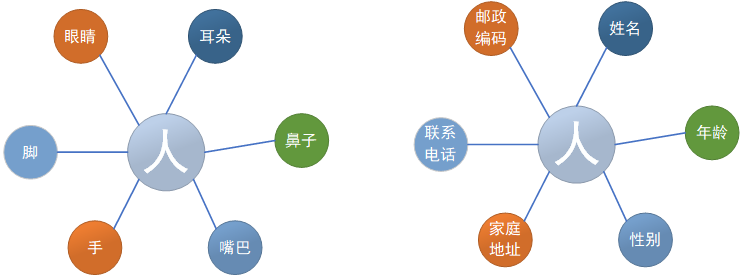 眼睛
耳朵
脚
人
鼻子
手
嘴巴
邮政
编码
姓名
联系
电话
人
年龄
家庭
地址
性别